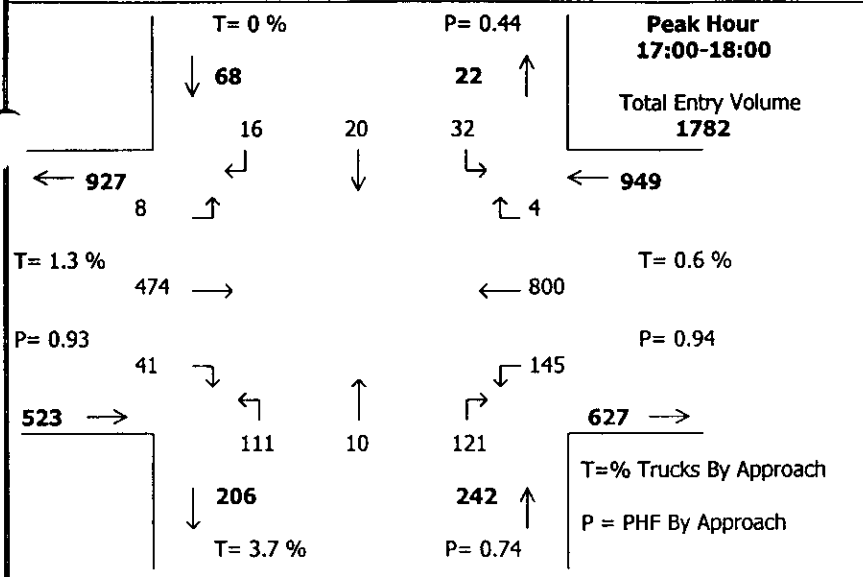 T= 0 % P= 0.44 Peak Hour
17:00-18:00
68 22
Total Entry Volume
16 20 32 1782
927 949
8 4
T= 1.3 % T= 0.6 %
474 800
P= 0.93 P= 0.94
41 145
523 627
111 10 121
T=% Trucks By Approach
206 242
P = PHF By Approach
T= 3.7 % P= 0.74